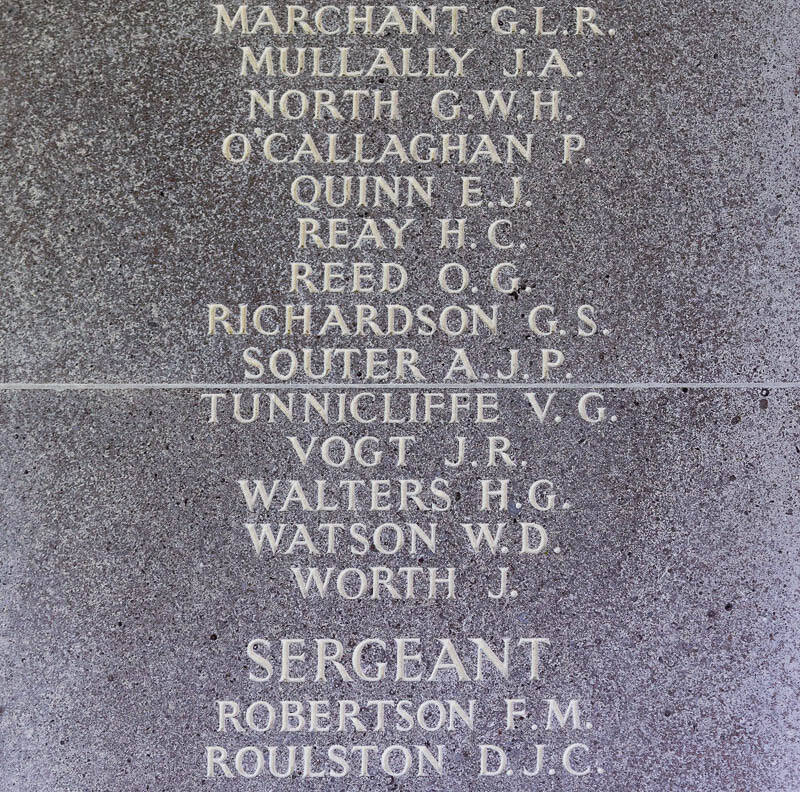 MARCHANT G.L.R.
MULLALLY J.A.
NORTH G.W.H.
O'CALLAGHAN P.
QUINN E.J.
REAY H.C.
REED O.G.
RICHARDSON G.S.
SOUTER A.J.P.
TUNNICLIFFE V.G.
VOGT J.R.
WALTERS H.G.
WATSON W.D.
WORTH J.
SERGEANT
ROBERTSON F.M.
ROULSTON D.J.C.